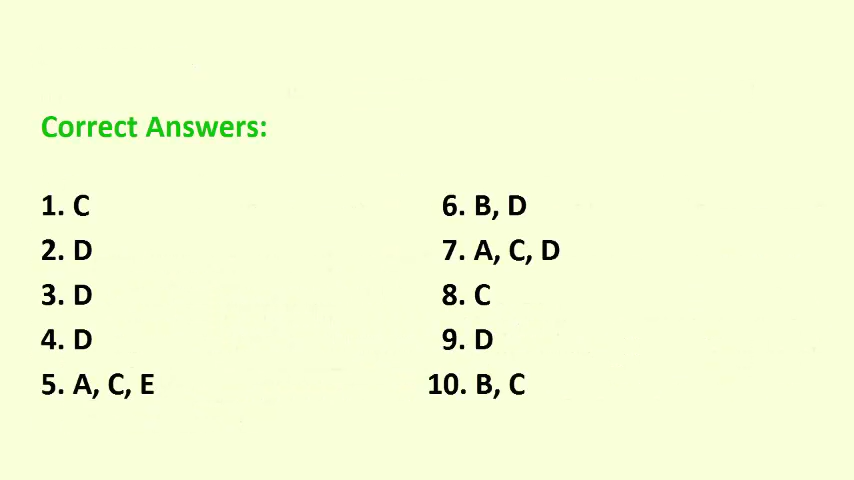 Correct Answers:
1. C
2. D
3. D
4. D
5. A, C, E
6. B, D
7. A, C, D
8. C
9. D
10. B, C